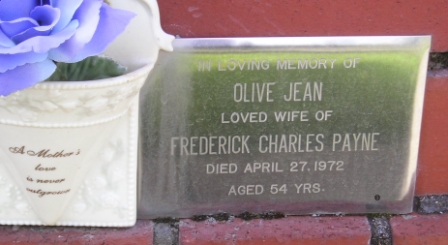 IN LOVING MEMORY OF
OLIVE JEAN
LOVED WIFE OF
FREDERICK CHARLES PAYNE
DIED APRIL 27, 1972
AGED 54 YRS.
A Mother's
love
is never
outgrown